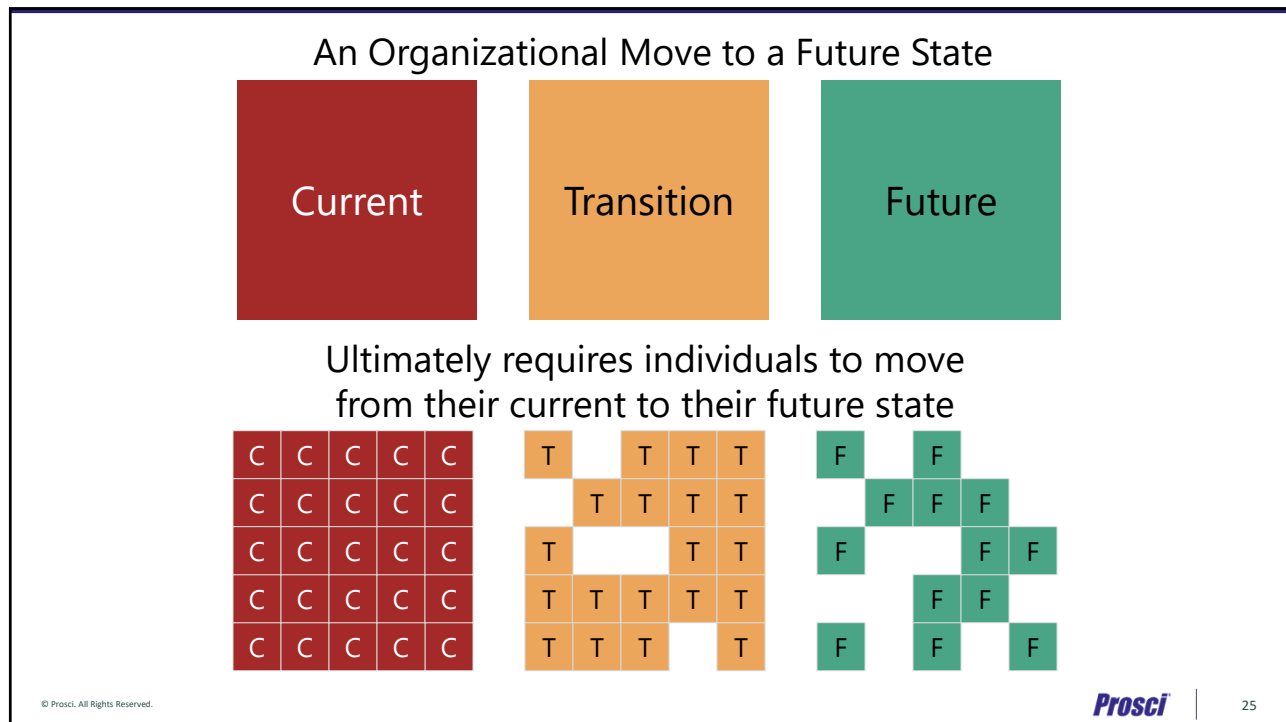 An Organizational Move to a Future State
Current Transition Future
Ultimately requires individuals to move
from their current to their future state
C C C C C T T T T F F
C C C C C T T T T F F F
C C C C C T T T F F F
C C C C C T T T T T F F
C C C C C T T T T F F F
© Prosci. All Rights Reserved. Prosci 25